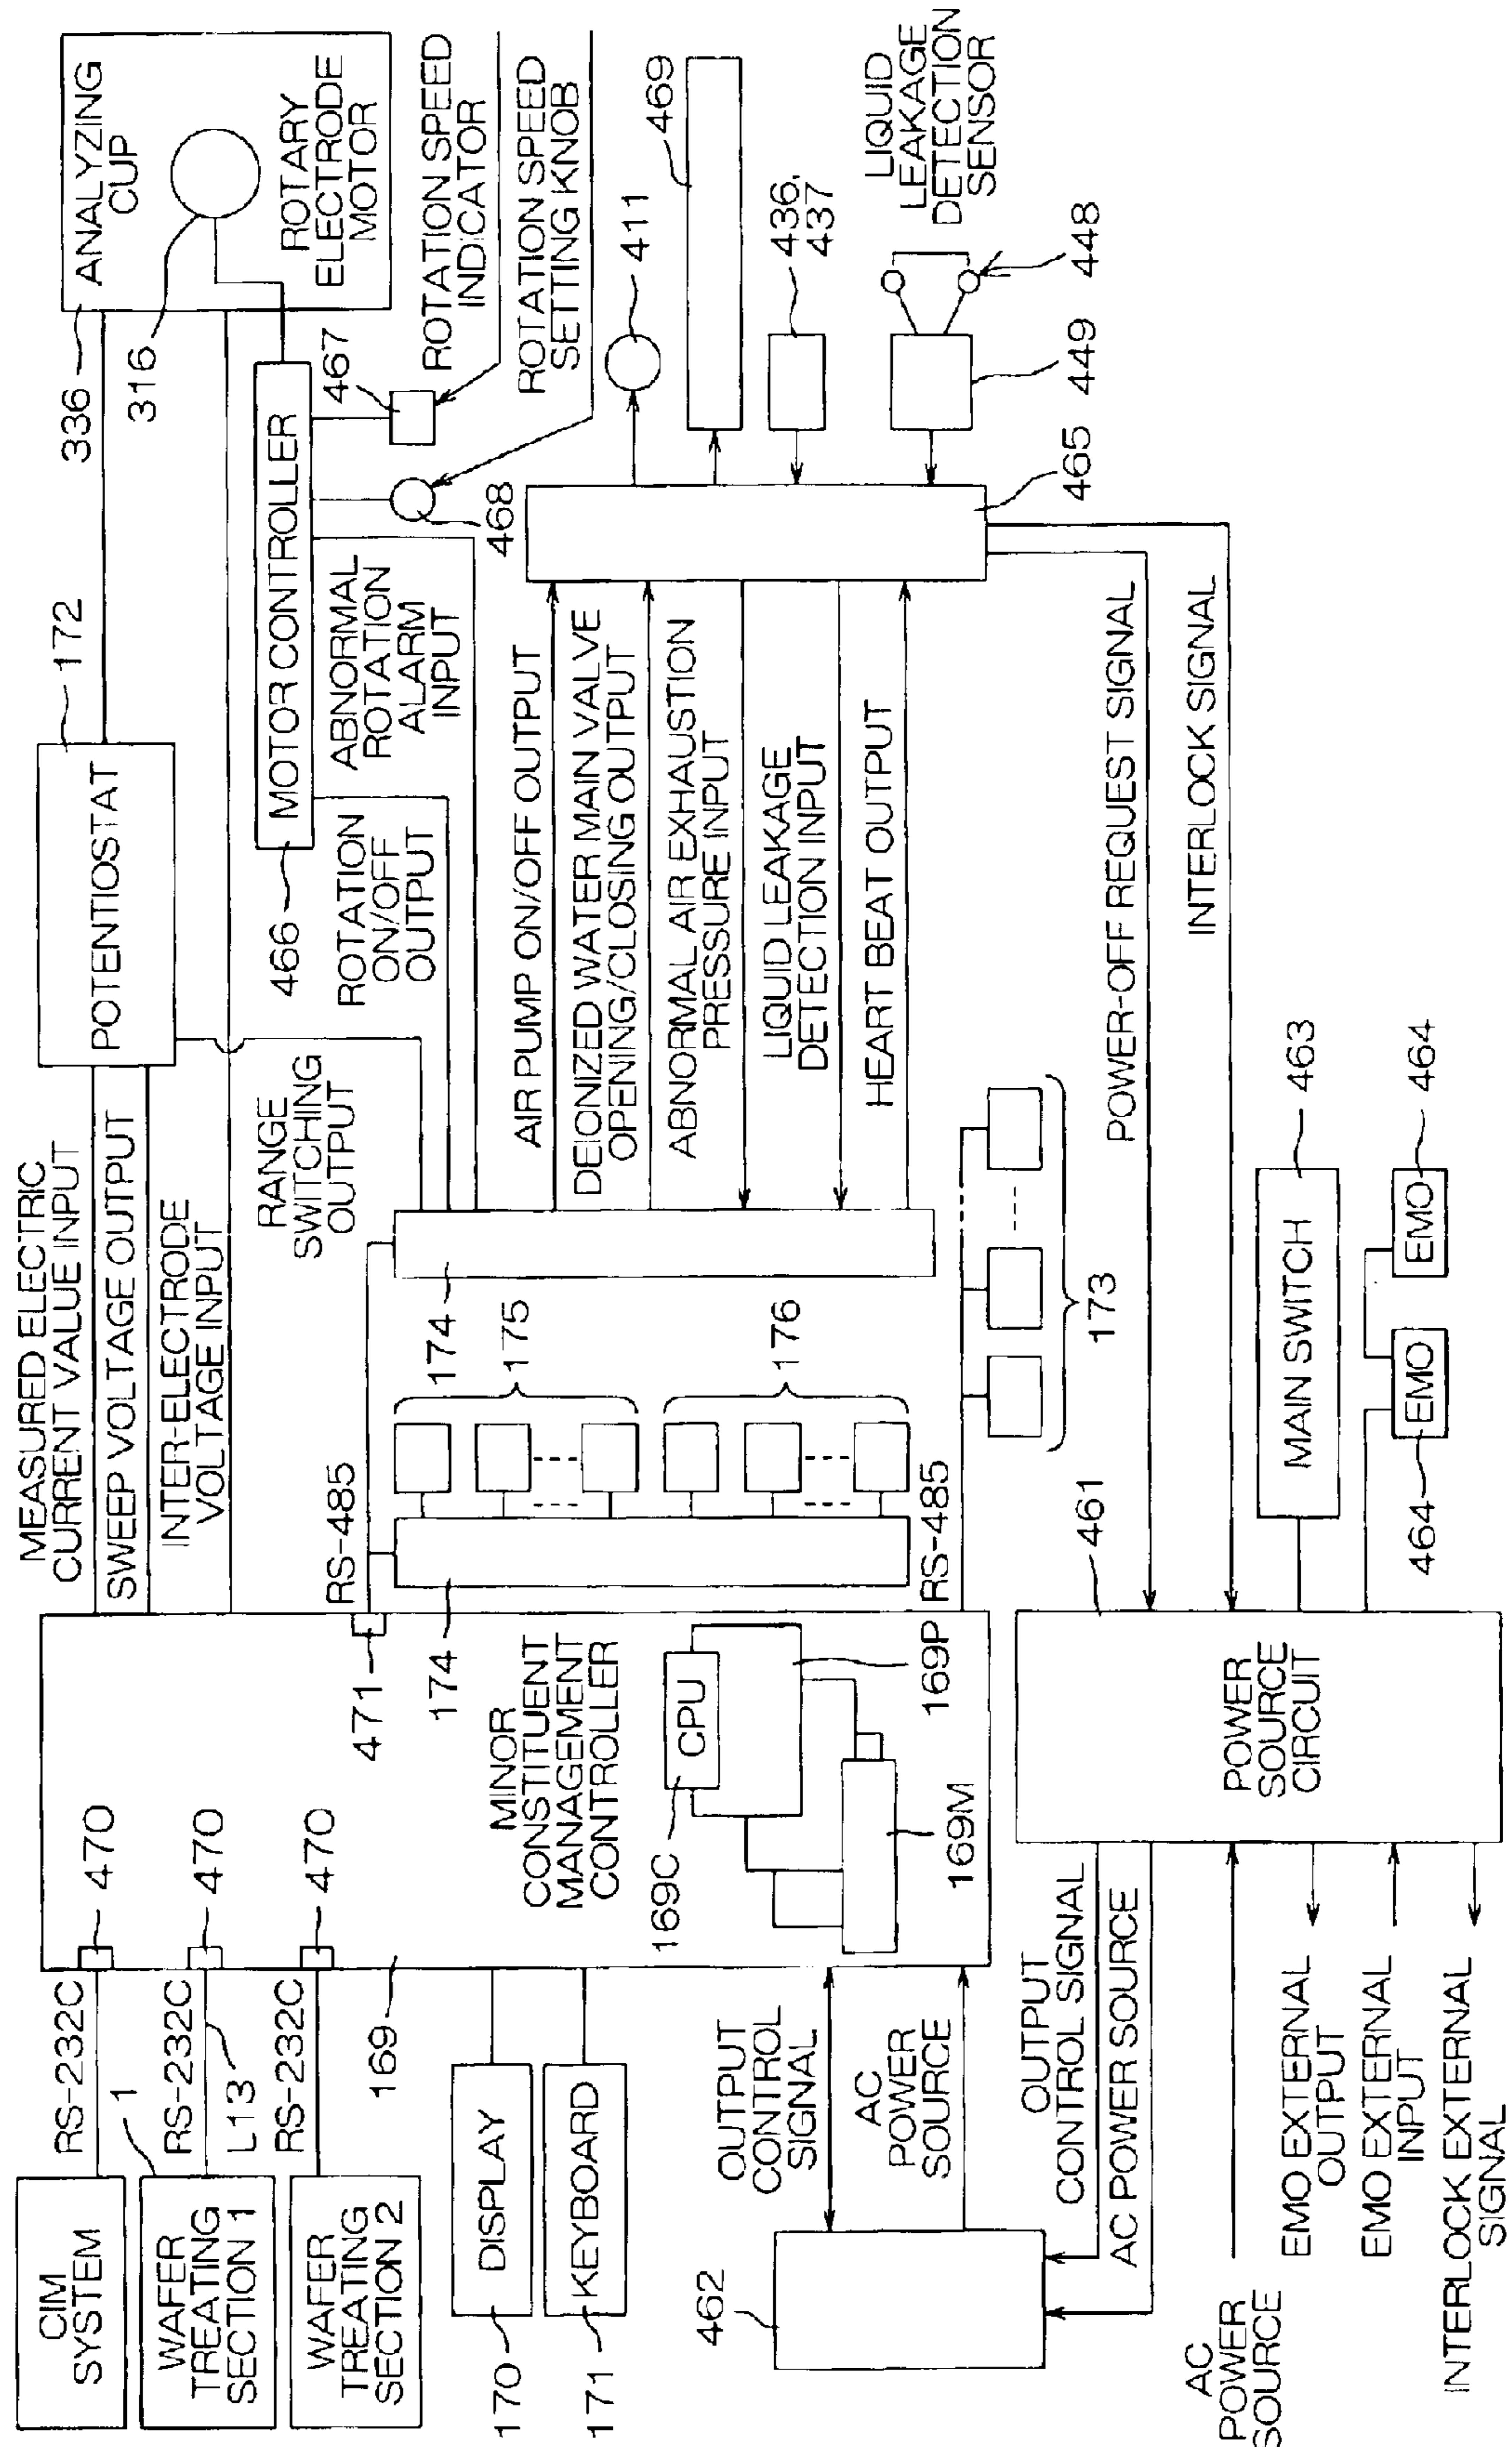 CIM
SYSTEM
RS-232C
470
WAFER
TREATING
SECTION 1
1
RS-232C
L13
470
WAFER
TREATING
SECTION 2
RS-232C
470
169
DISPLAY
170
KEYBOARD
171
MINOR
CONSTITUENT
MANAGEMENT
CONTROLLER
CPU
169C
169P
169M
471
RS-485
174
174
175
176
RS-485
173
MEASURED ELECTRIC
CURRENT VALUE INPUT
SWEEP VOLTAGE OUTPUT
INTER-ELECTRODE
VOLTAGE INPUT
RANGE
SWITCHING
OUTPUT
POTENTIOSTAT
172
336
ANALYZING
CUP
316
ROTARY
ELECTRODE
MOTOR
MOTOR CONTROLLER
466
467
468
ROTATION SPEED
INDICATOR
ROTATION SPEED
SETTING KNOB
ROTATION
ON/OFF
OUTPUT
ABNORMAL
ROTATION
ALARM
INPUT
AIR PUMP ON/OFF OUTPUT
DEIONIZED WATER MAIN VALVE
OPENING/CLOSING OUTPUT
ABNORMAL AIR EXHAUSTION
PRESSURE INPUT
LIQUID LEAKAGE
DETECTION INPUT
HEART BEAT OUTPUT
411
469
436,
437
LIQUID
LEAKAGE
DETECTION
SENSOR
448
449
465
POWER-OFF REQUEST SIGNAL
INTERLOCK SIGNAL
OUTPUT
CONTROL
SIGNAL
AC
POWER
SOURCE
462
OUTPUT
CONTROL SIGNAL
AC POWER SOURCE
POWER
SOURCE
CIRCUIT
461
MAIN SWITCH
463
EMO
464
EMO
464
AC
POWER
SOURCE
EMO EXTERNAL
OUTPUT
EMO EXTERNAL
INPUT
INTERLOCK EXTERNAL
SIGNAL